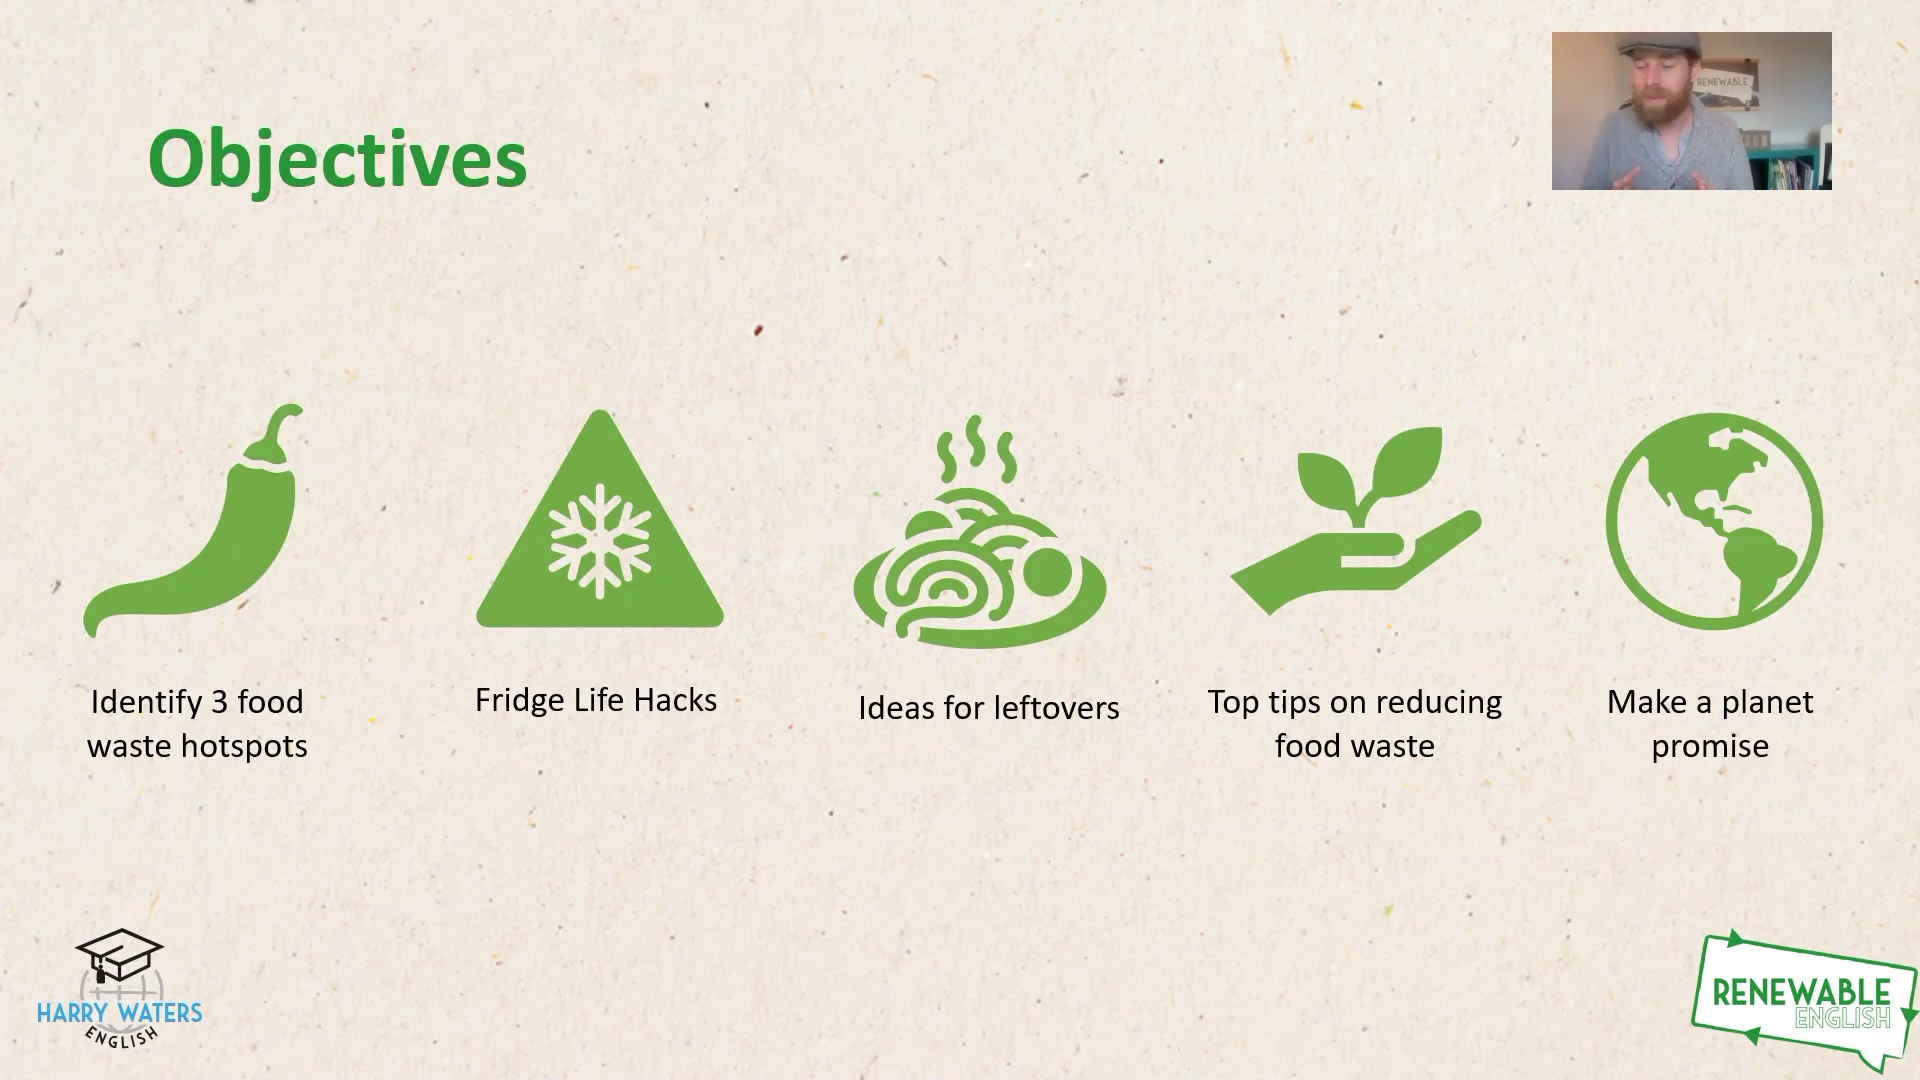 Objectives
RENEWABLE
Identify 3 food
waste hotspots
Fridge Life Hacks
Ideas for leftovers
Top tips on reducing
food waste
Make a planet
promise
HARRY WATERS
ENGLISH
RENEWABLE
ENGLISH